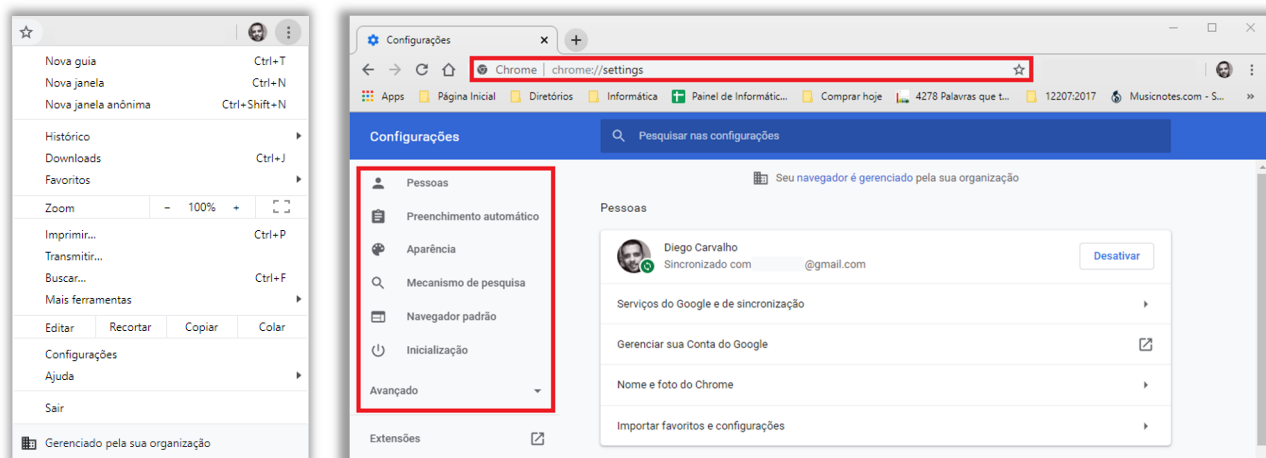 Nova guia Ctrl+T
Nova janela Ctrl+N
Nova janela anônima Ctrl+Shift+N
Histórico
Downloads Ctrl+J
Favoritos
Zoom - 100% +
Imprimir... Ctrl+P
Transmitir...
Buscar... Ctrl+F
Mais ferramentas
Editar Recortar Copiar Colar
Configurações
Ajuda
Sair
Gerenciado pela sua organização
Configurações
Chrome | chrome://settings
Apps Página Inicial Diretórios Informática Painel de Informátic... Comprar hoje 4278 Palavras que t... 12207:2017 Musicnotes.com - S... »
Configurações Pesquisar nas configurações
Seu navegador é gerenciado pela sua organização
Pessoas
Preenchimento automático
Aparência
Mecanismo de pesquisa
Navegador padrão
Inicialização
Avançado
Extensões
Pessoas
Diego Carvalho
Sincronizado com @gmail.com
Desativar
Serviços do Google e de sincronização
Gerenciar sua Conta do Google
Nome e foto do Chrome
Importar favoritos e configurações